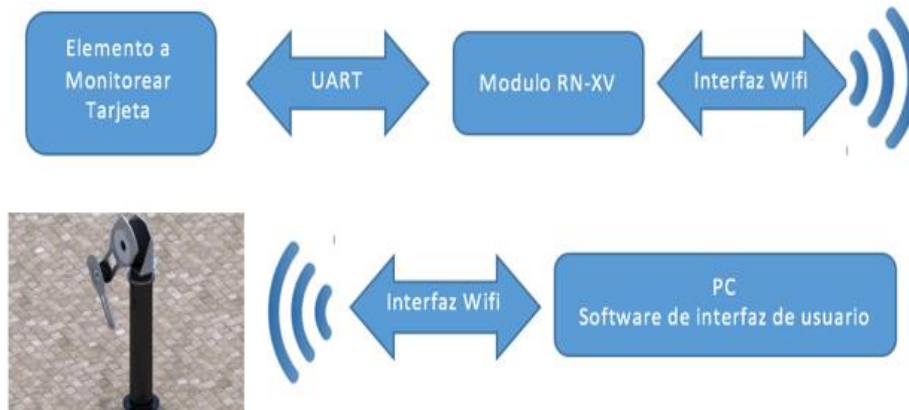 Elemento a
Monitorear
Tarjeta
UART
Modulo RN-XV
Interfaz Wifi
Interfaz Wifi
PC
Software de interfaz de usuario